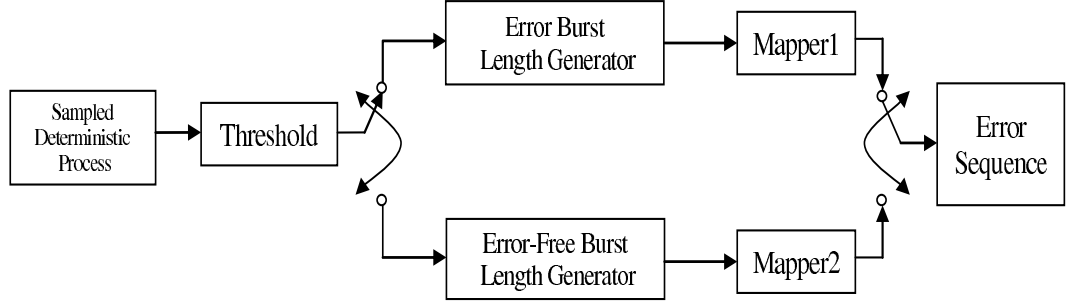 Sampled
Deterministic
Process
Threshold
Error Burst
Length Generator
Mapper1
Error-Free Burst
Length Generator
Mapper2
Error
Sequence